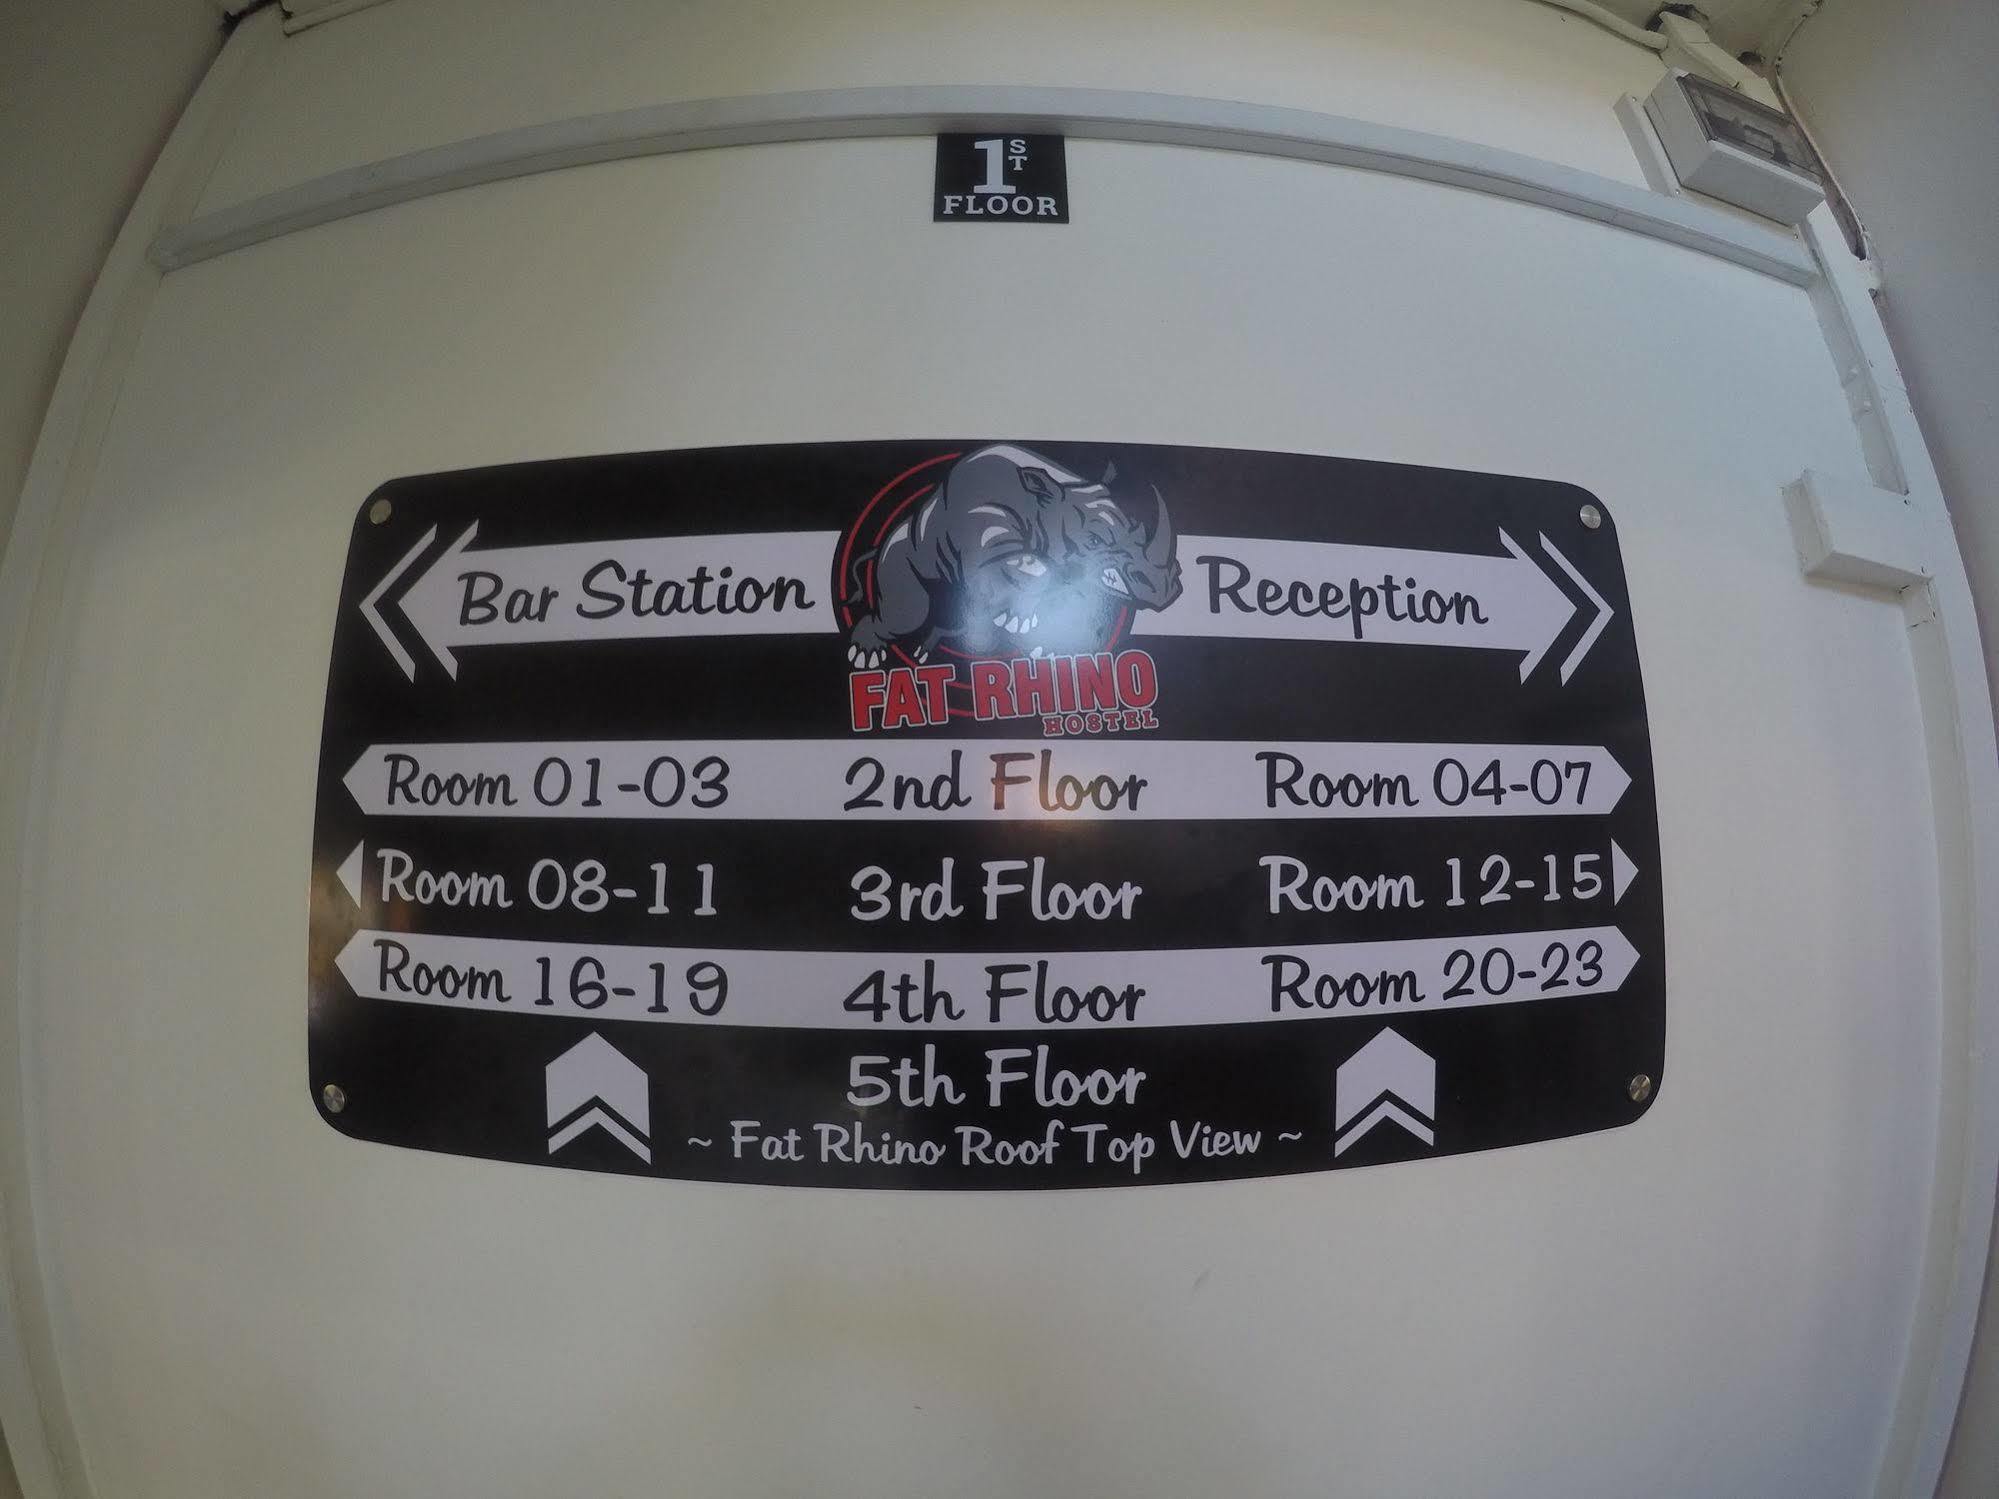 1ST
FLOOR
Bar Station
Reception
FAT RHINO
HOSTEL
Room 01-03 2nd Floor Room 04-07
Room 08-11 3rd Floor Room 12-15
Room 16-19 4th Floor Room 20-23
5th Floor
~ Fat Rhino Roof Top View ~